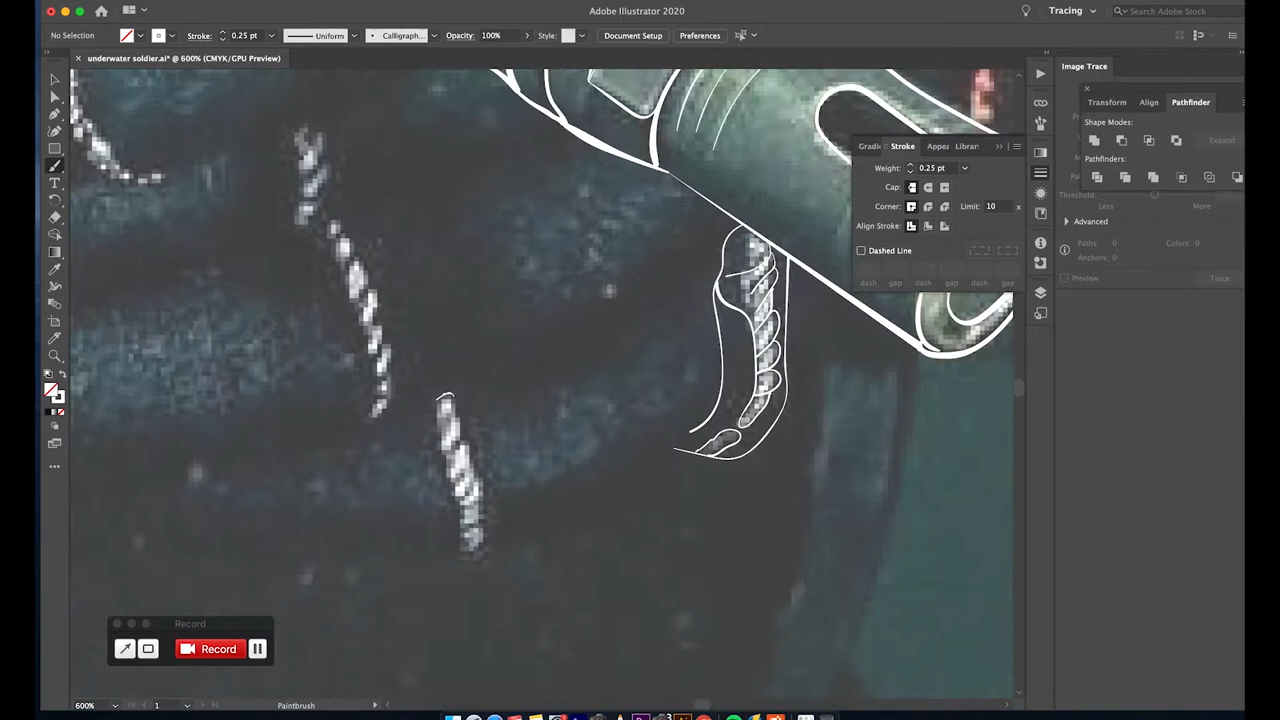 Adobe Illustrator 2020
Tracing
Search Adobe Stock
No Selection
Stroke:
0.25 pt
Uniform
Calligraph...
Opacity:
100%
Style:
Document Setup
Preferences
× underwater soldier.ai* @ 600% (CMYK/GPU Preview)
Image Trace
Transform
Align
Pathfinder
Shape Modes:
Expand
Pathfinders:
Stroke
Appea
Librari
Weight:
0.25 pt
Cap:
Corner:
Limit:
10
x
Align Stroke:
Dashed Line
dash gap dash gap dash gap
Threshold:
Less
More
Advanced
Paths: 0
Colors: 0
Anchors: 0
Preview
Trace
Record
Record
600%
1
Paintbrush